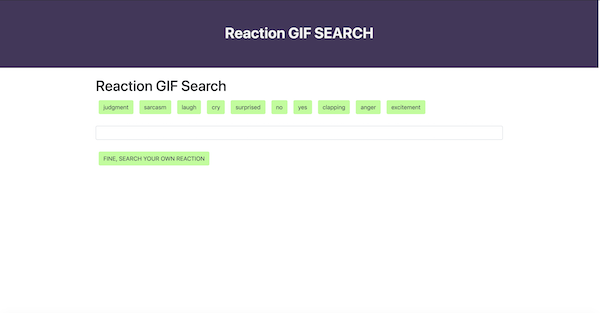 Reaction GIF SEARCH
Reaction GIF Search
judgment sarcasm laugh cry surprised no yes clapping anger excitement
FINE, SEARCH YOUR OWN REACTION